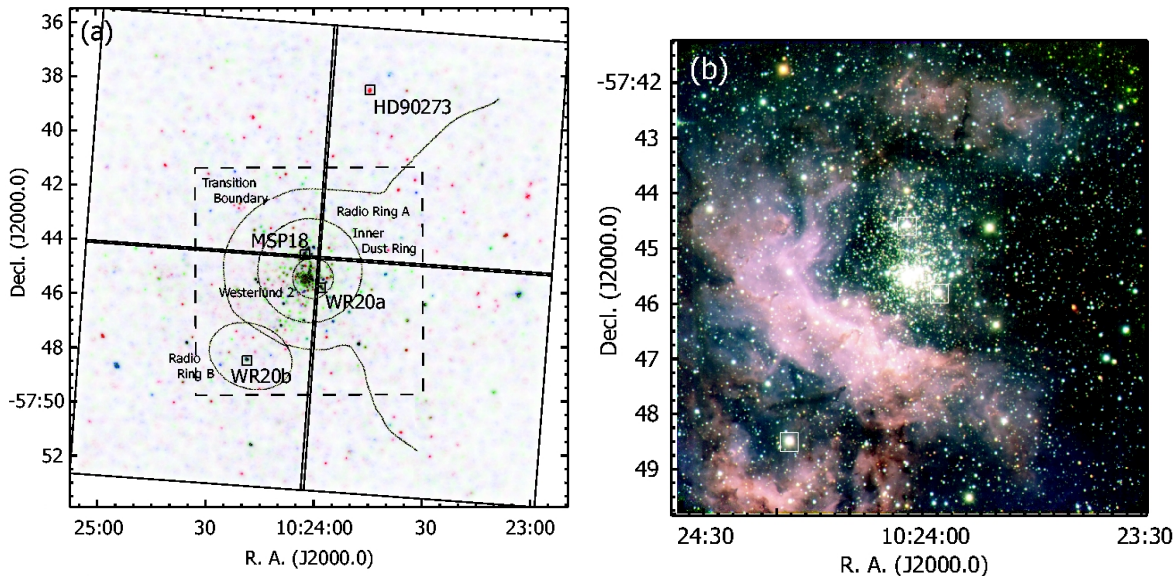 (a)
36
38
40
42
44
46
48
-57:50
52
Decl. (J2000.0)
HD90273
Transition
Boundary
Radio Ring A
Inner
Dust Ring
MSP18
Westerlund 2
WR20a
Radio
Ring B
WR20b
25:00
30
10:24:00
30
23:00
R. A. (J2000.0)
(b)
-57:42
43
44
45
46
47
48
49
Decl. (J2000.0)
24:30
10:24:00
23:30
R. A. (J2000.0)